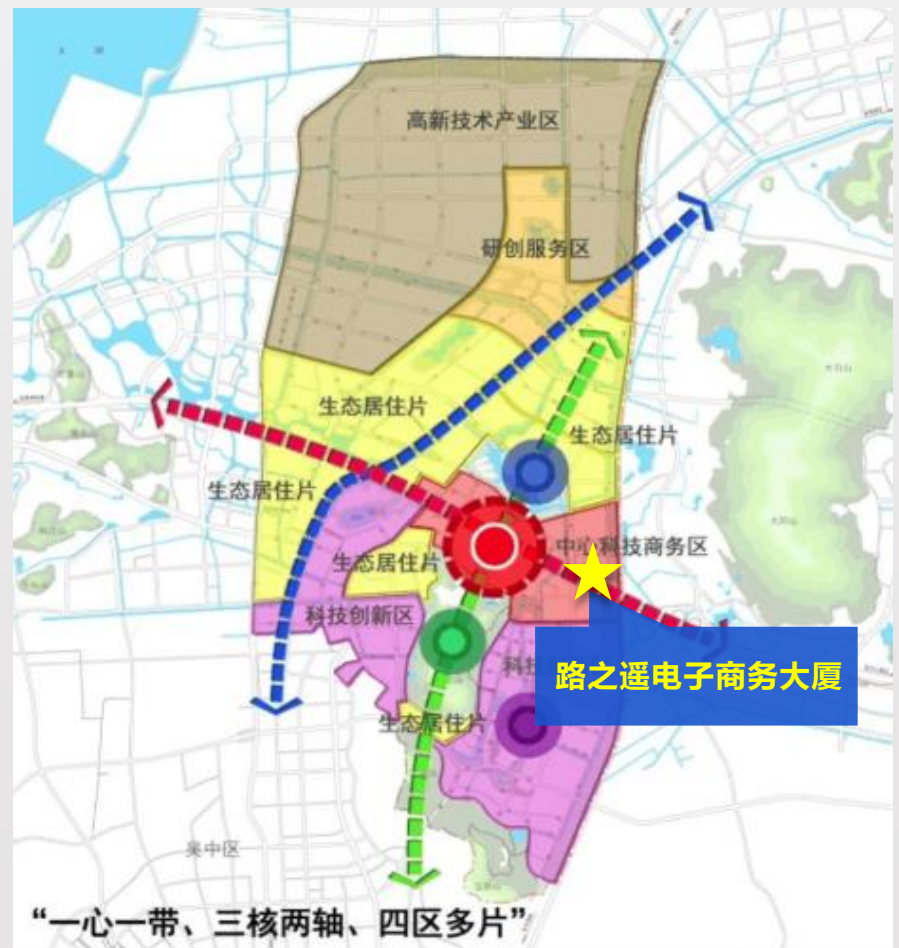 太 湖
高新技术产业区
研创服务区
生态居住片
生态居住片
生态居住片
中心科技商务区
生态居住片
科技创新区
科
路之遥电子商务大厦
生态居住片
吴中区
“一心一带、三核两轴、四区多片”